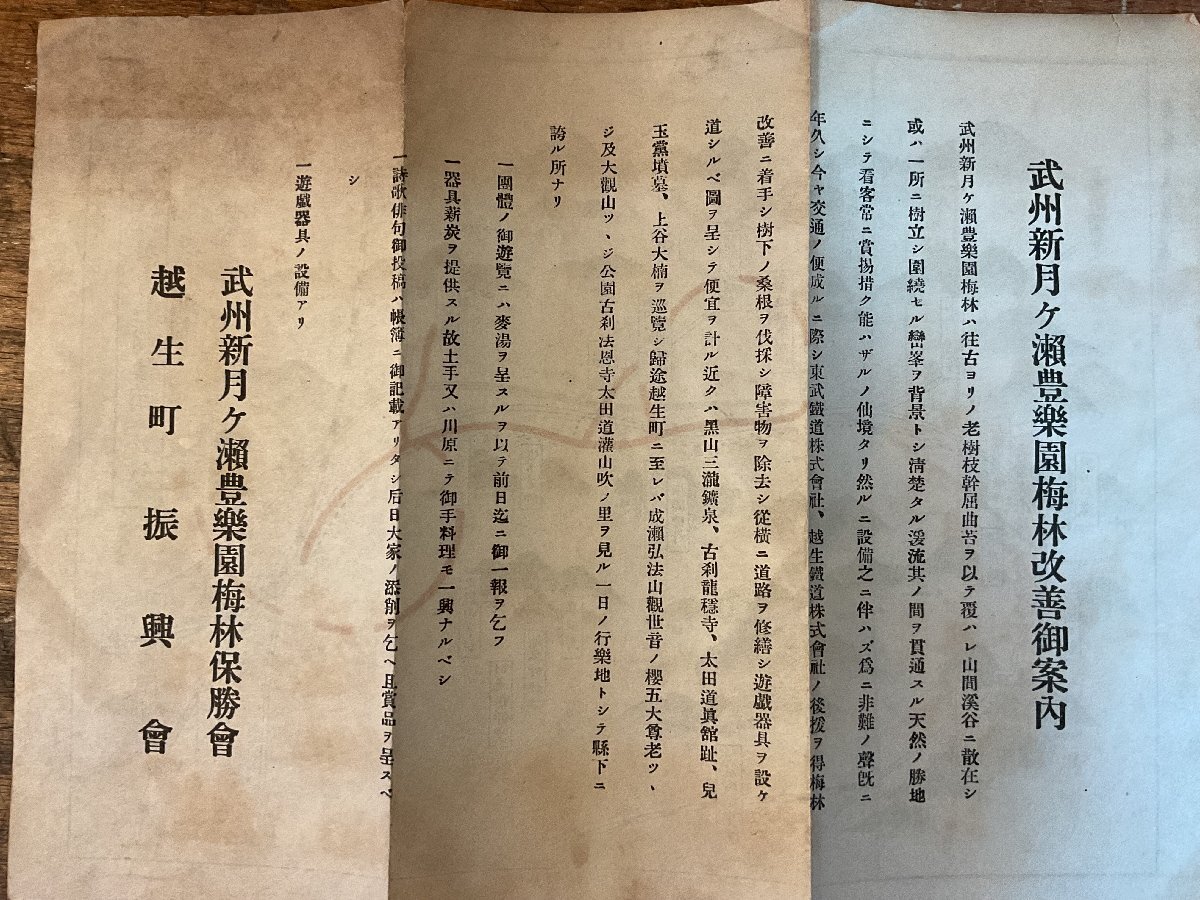 武州新月ケ瀨豊樂園梅林改善御案內
武州新月ケ瀨豊樂園梅林ハ往古ヨリノ老樹枝幹屈曲苔ヲ以テ覆ハレ山間溪谷ニ散在シ
或ハ一所ニ樹立シ圍繞セル巒峯ヲ背景トシ淸楚タル湲流其ノ間ヲ貫通スル天然ノ勝地
ニシテ看客常ニ賞揚措ク能ハザルノ仙境タリ然ルニ設備之ニ伴ハズ爲ニ非難ノ聲旣ニ
年久シ今ヤ交通ノ便成ルニ際シ東武鐵道株式會社、越生鐵道株式會社ノ後援ヲ得梅林
改善ニ着手シ樹下ノ桑根ヲ伐採シ障害物ヲ除去シ從橫ニ道路ヲ修繕シ遊戯器具ヲ設ケ
道シルベ圖ヲ呈シテ便宜ヲ計ル近クハ黑山三瀧鑛泉、古刹龍穩寺、太田道眞舘趾、兒
玉黨墳墓、上谷大楠ヲ巡覽シ歸途越生町ニ至レバ成瀨弘法山觀世音ノ櫻五大尊老ツヽ
ジ及大觀山ツヽジ公園古刹法恩寺太田道灌山吹ノ里ヲ見ル一日ノ行樂地トシテ縣下ニ
誇ル所ナリ
一團體ノ御遊覽ニハ麥湯ヲ呈スルヲ以テ前日迄ニ御一報ヲ乞フ
一器具薪炭ヲ提供スル故土手又ハ川原ニテ御手料理モ一興ナルベシ
一詩歌俳句御投稿ハ帳簿ニ御記載アリタシ后日大家ノ添削ヲ乞ヘ且賞品ヲ呈スベ
シ
一遊戯器具ノ設備アリ
武州新月ケ瀨豊樂園梅林保勝會
越生町振興會